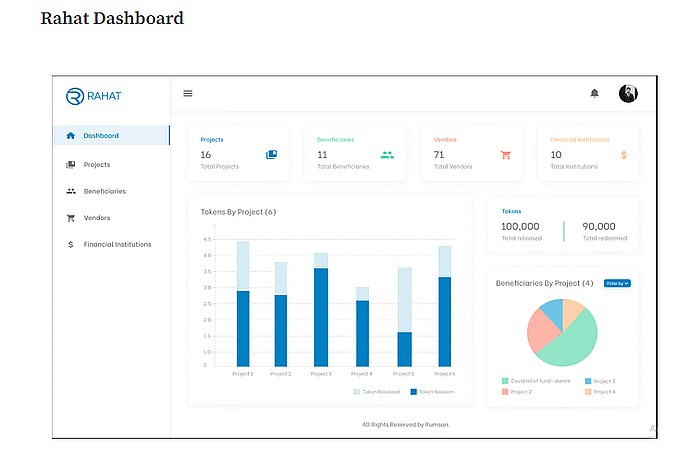 Rahat Dashboard
RAHAT
Dashboard
Projects
Beneficiaries
Vendors
Financial Institutions
Projects
16
Total Projects
Beneficiaries
11
Total Beneficiaries
Vendors
71
Total Vendors
Financial Institutions
10
Total Institutions
$
Tokens By Project (6)
4.5
4.0
3.5
3.0
2.5
2.0
1.5
1.0
0
Project 2
Project 3
Project 4
Project 5
Project 6
Token Released
Token Redeem
Tokens
100,000
Total released
90,000
Total redeemed
Beneficiaries By Project (4)
Filter by
Covid relief fund- dumre
Project 3
Project 2
Project 4
All Rights Reserved by Rumsan.